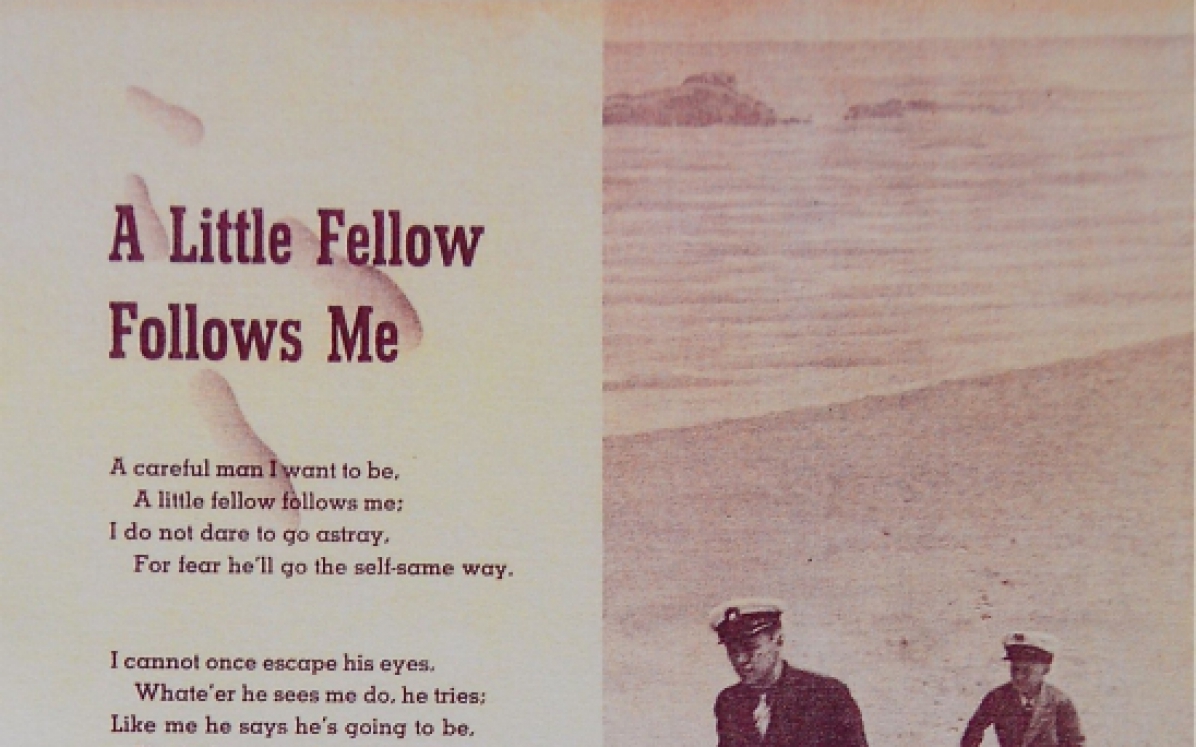 A Little Fellow
Follows Me
A careful man I want to be,
A little fellow follows me;
I do not dare to go astray,
For fear he'll go the self-same way.
I cannot once escape his eyes,
Whate'er he sees me do, he tries;
Like me he says he's going to be,